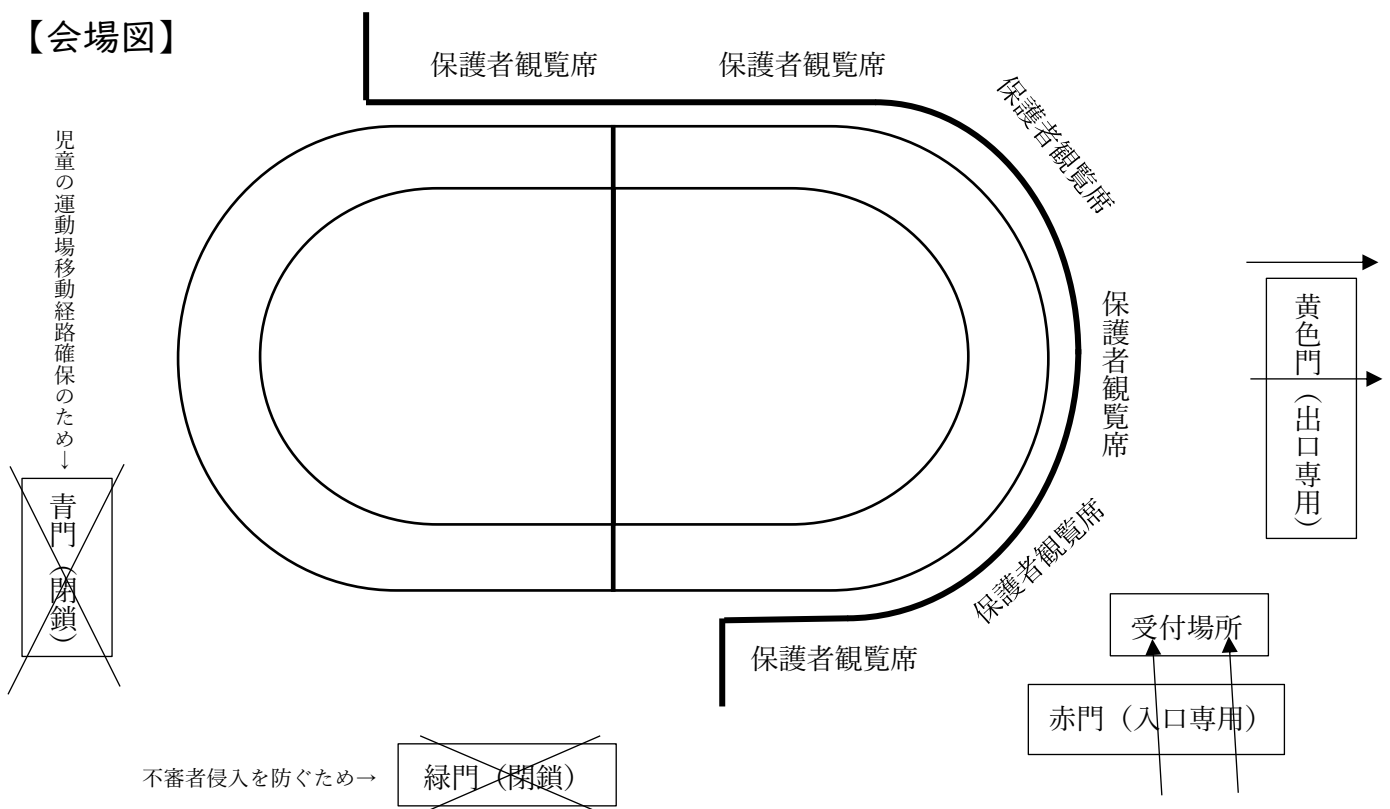 【会場図】
保護者観覧席
保護者観覧席
保護者観覧席
保護者観覧席
保護者観覧席
保護者観覧席
児童の運動場移動経路確保のため→
青門（閉鎖）
黄色門（出口専用）
受付場所
赤門（入口専用）
不審者侵入を防ぐため→
緑門（閉鎖）